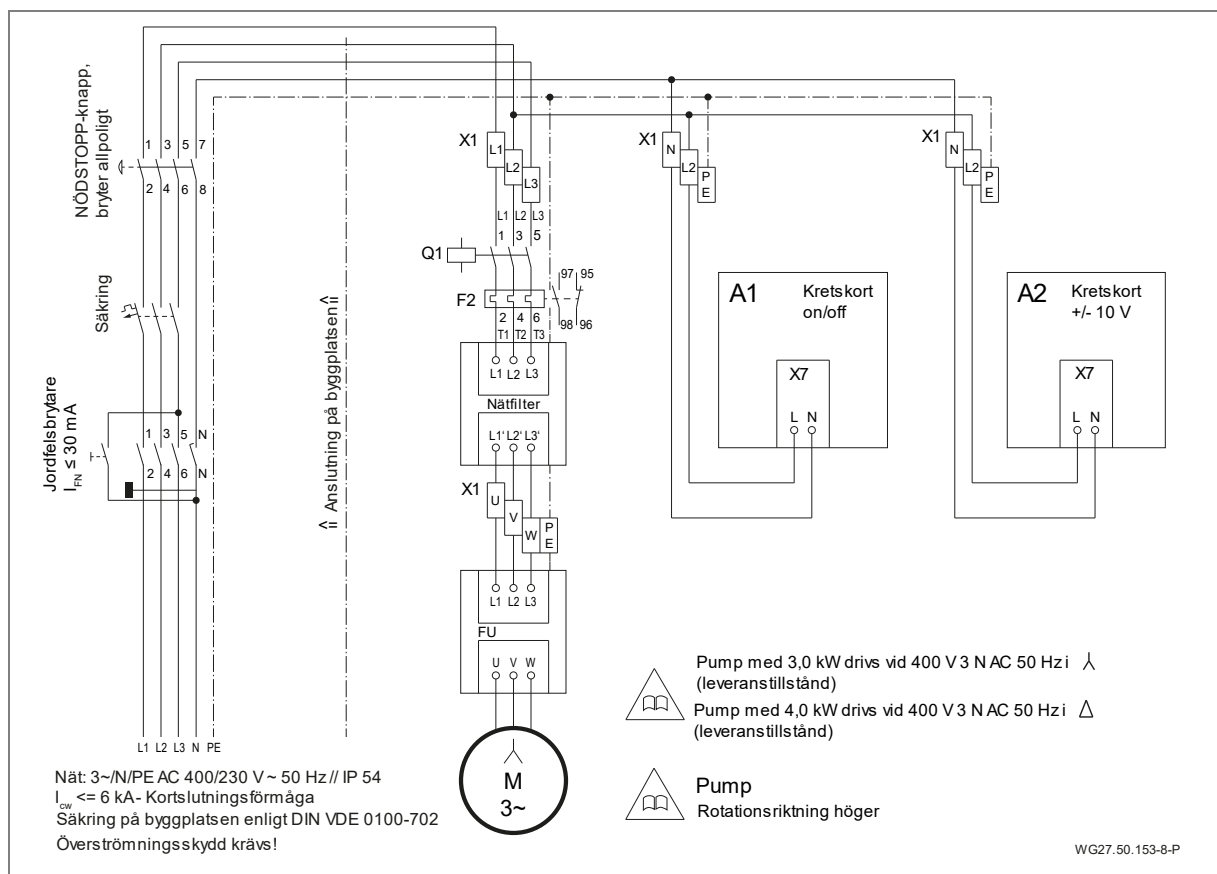 NÖDSTOPP-knapp,
bryter allpoligt
1 3 5 7
2 4 6 8
Säkring
Jordfelsbrytare
I_FN ≤ 30 mA
1 3 5 N
2 4 6 N
L1 L2 L3 N PE
îî Anslutning på byggplatsen îî
X1
L1
L2
L3
L1 L2 L3
1 3 5
Q1
97 95
F2
98 96
2 4 6
T1 T2 T3
L1 L2 L3
Nätfilter
L1' L2' L3'
X1
U
V
W
PE
L1 L2 L3
FU
U V W
M
3~
X1
N
L2
PE
A1
Kretskort
on/off
X7
L N
X1
N
L2
PE
A2
Kretskort
+/- 10 V
X7
L N
Pump med 3,0 kW drivs vid 400 V 3 N AC 50 Hz i
(leveranstillstånd)
Pump med 4,0 kW drivs vid 400 V 3 N AC 50 Hz i Δ
(leveranstillstånd)
Pump
Rotationsriktning höger
Nät: 3~/N/PE AC 400/230 V ~ 50 Hz // IP 54
I_cw <= 6 kA - Kortslutningsförmåga
Säkring på byggplatsen enligt DIN VDE 0100-702
Överströmningsskydd krävs!
WG27.50.153-8-P